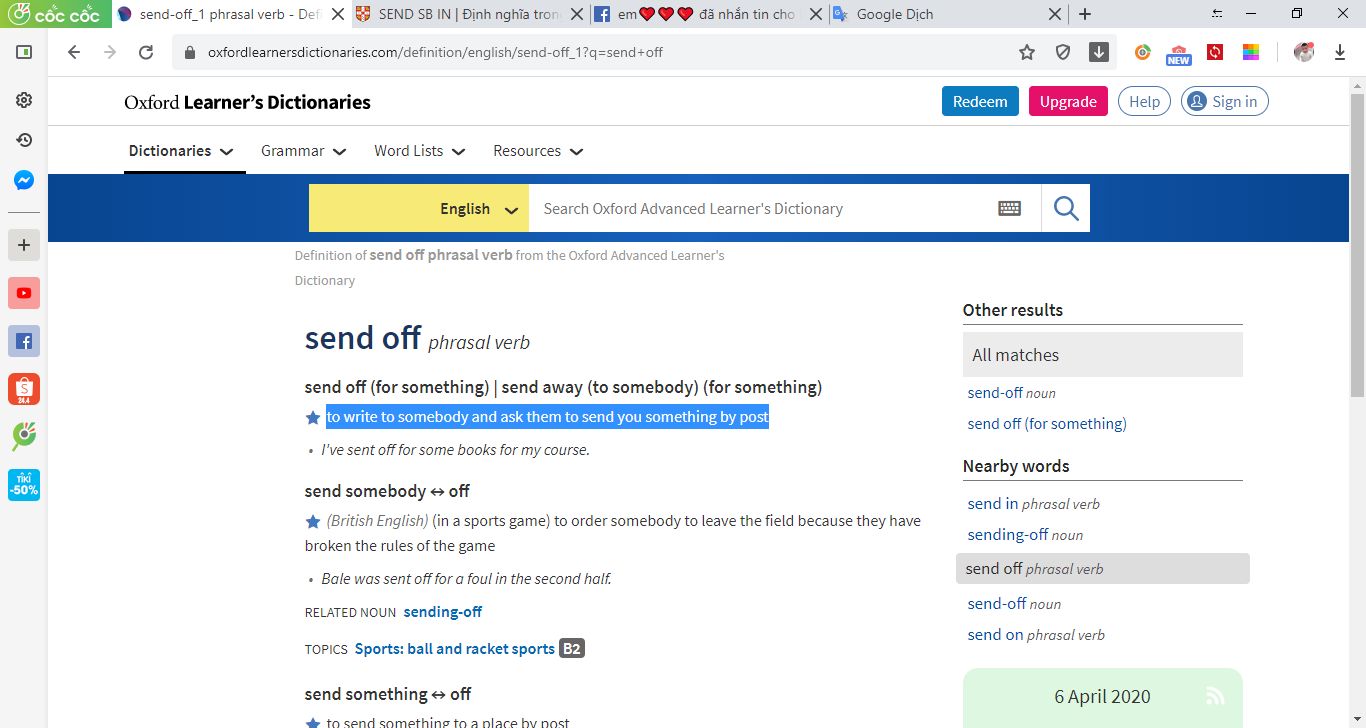 cốc cốc
send-off_1 phrasal verb - Defi
SEND SB IN | Định nghĩa tron
em❤❤❤ đã nhắn tin cho
Google Dịch
oxfordlearnersdictionaries.com/definition/english/send-off_1?q=send+off
NEW
24.4
TIKI
-50%
Oxford Learner's Dictionaries
Redeem
Upgrade
Help
Sign in
Dictionaries
Grammar
Word Lists
Resources
English
Search Oxford Advanced Learner's Dictionary
Definition of send off phrasal verb from the Oxford Advanced Learner's
Dictionary
send off phrasal verb
send off (for something) | send away (to somebody) (for something)
★ to write to somebody and ask them to send you something by post
• I've sent off for some books for my course.
send somebody ↔ off
★ (British English) (in a sports game) to order somebody to leave the field because they have
broken the rules of the game
• Bale was sent off for a foul in the second half.
RELATED NOUN sending-off
TOPICS Sports: ball and racket sports B2
send something ↔ off
★ to send something to a place by post
Other results
All matches
send-off noun
send off (for something)
Nearby words
send in phrasal verb
sending-off noun
send off phrasal verb
send-off noun
send on phrasal verb
6 April 2020